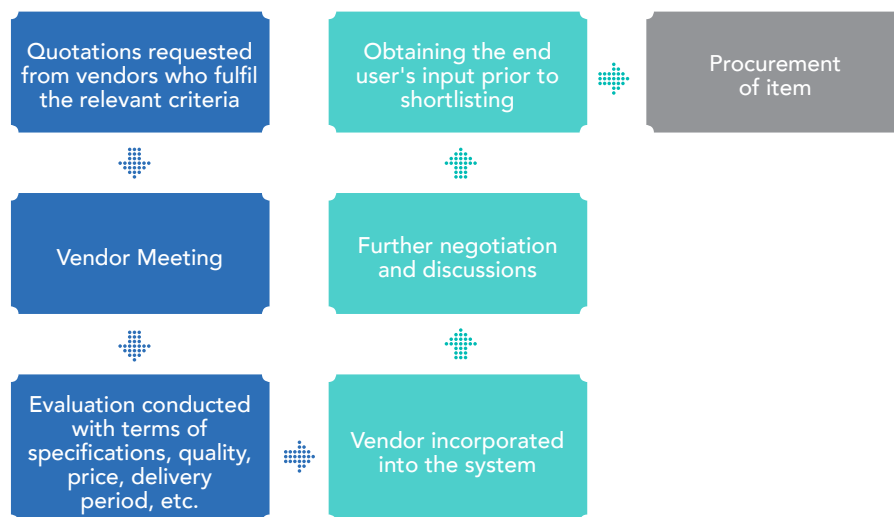 Quotations requested
from vendors who fulfil
the relevant criteria
Vendor Meeting
Evaluation conducted
with terms of
specifications, quality,
price, delivery
period, etc.
Vendor incorporated
into the system
Further negotiation
and discussions
Obtaining the end
user's input prior to
shortlisting
Procurement
of item